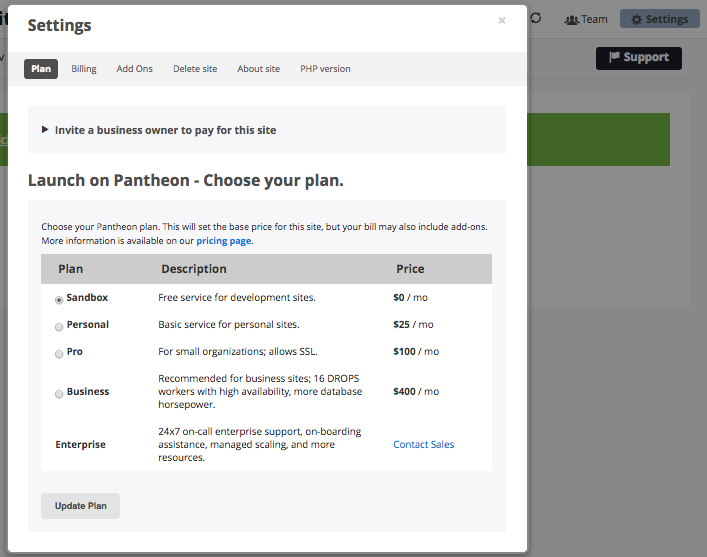 Settings
×
Team
Settings
Support
Plan
Billing
Add Ons
Delete site
About site
PHP version
Invite a business owner to pay for this site
Launch on Pantheon - Choose your plan.
Choose your Pantheon plan. This will set the base price for this site, but your bill may also include add-ons.
More information is available on our pricing page.
Plan Description Price
Sandbox Free service for development sites. $0 / mo
Personal Basic service for personal sites. $25 / mo
Pro For small organizations; allows SSL. $100 / mo
Recommended for business sites; 16 DROPS
Business workers with high availability, more database $400 / mo
horsepower.
24x7 on-call enterprise support, on-boarding
Enterprise assistance, managed scaling, and more Contact Sales
resources.
Update Plan